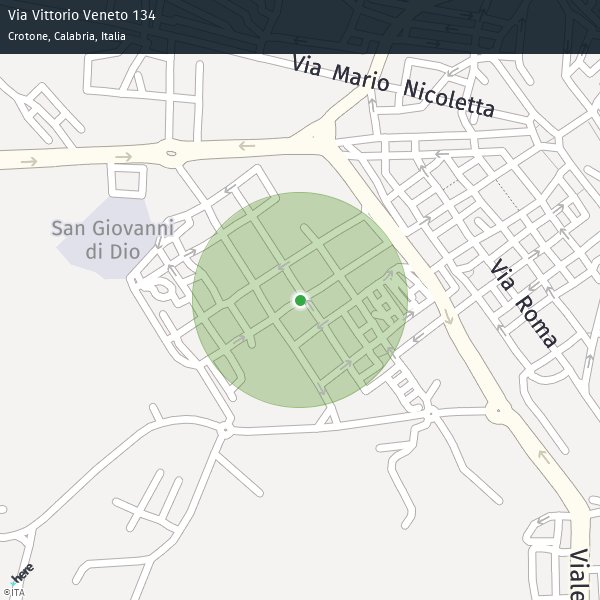 Via Vittorio Veneto 134
Crotone, Calabria, Italia
Via Mario Nicoletta
San Giovanni
di Dio
Via Roma
Viale
here
©ITA